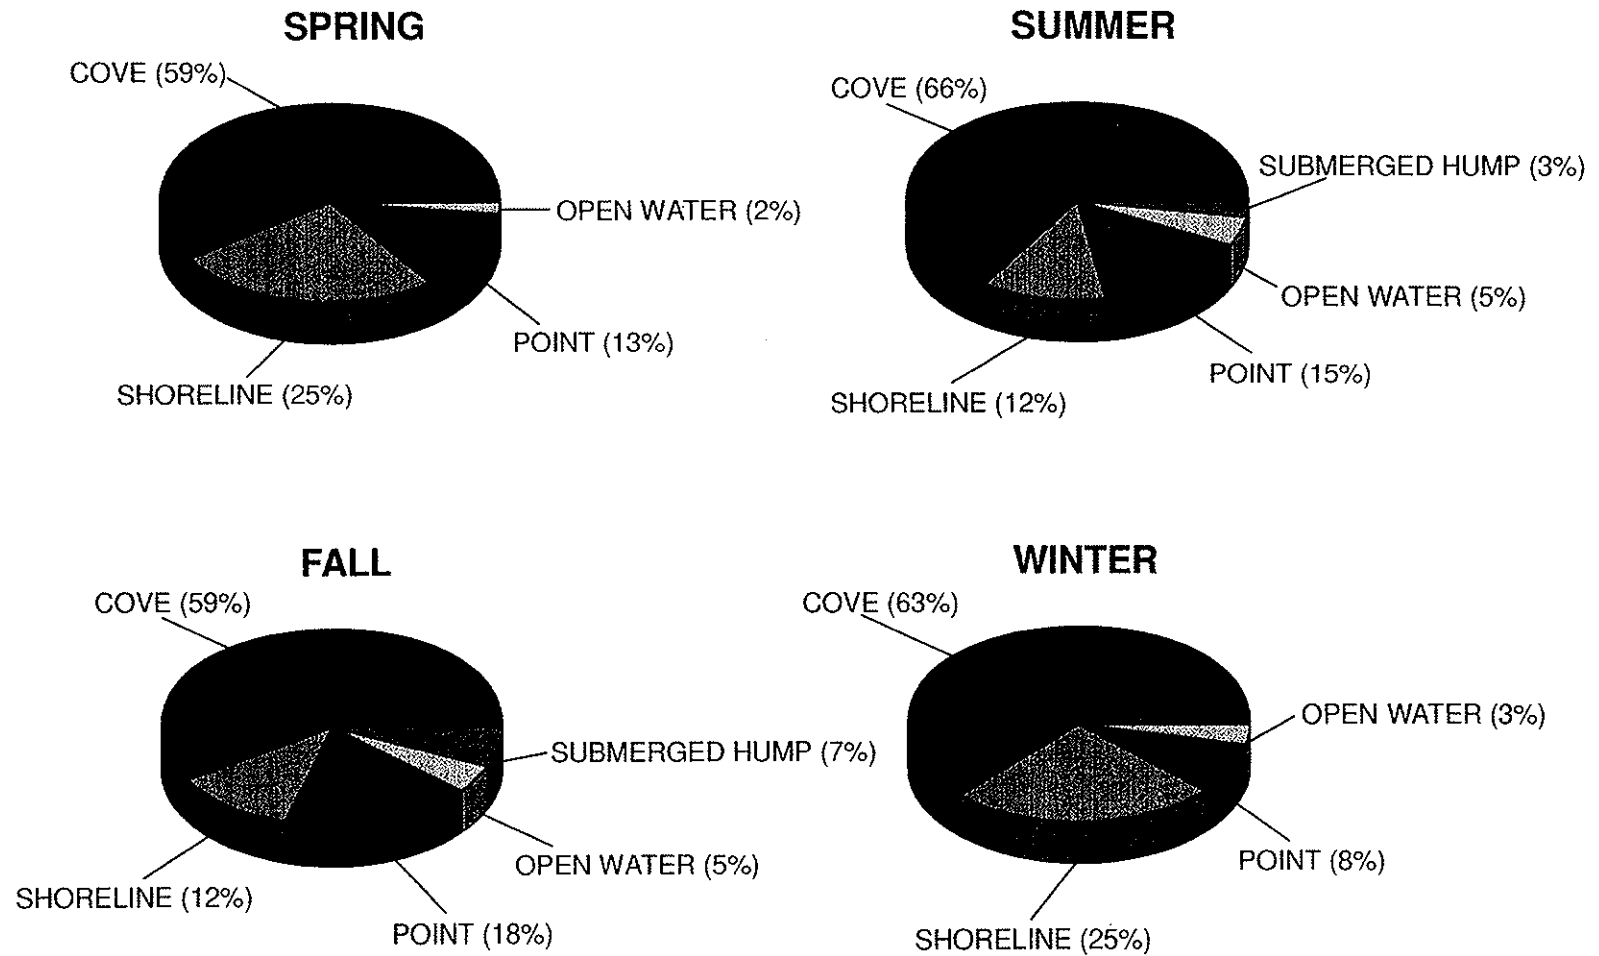 SPRING
COVE (59%)
OPEN WATER (2%)
POINT (13%)
SHORELINE (25%)
SUMMER
COVE (66%)
SUBMERGED HUMP (3%)
OPEN WATER (5%)
POINT (15%)
SHORELINE (12%)
FALL
COVE (59%)
SUBMERGED HUMP (7%)
OPEN WATER (5%)
SHORELINE (12%)
POINT (18%)
WINTER
COVE (63%)
OPEN WATER (3%)
POINT (8%)
SHORELINE (25%)